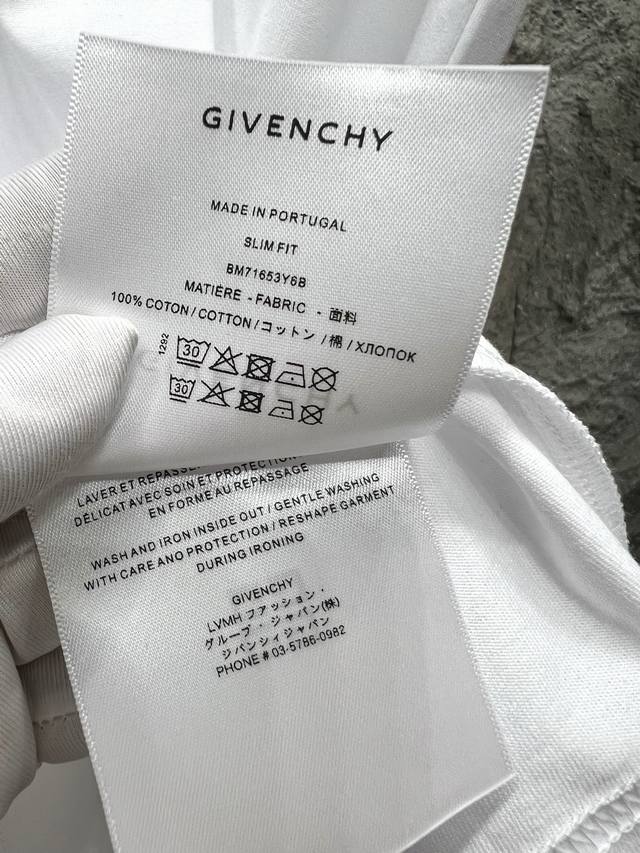 GIVENCHY
MADE IN PORTUGAL
SLIM FIT
BM71653Y6B
MATIÈRE - FABRIC - 面料
100% COTON / COTTON / コットン / 棉 / ХЛОПОК
1292
30
30
LAVER ET REPASSE
DÉLICAT AVEC SOIN ET PROTECTION
EN FORME AU REPASSAGE
WASH AND IRON INSIDE OUT / GENTLE WASHING
WITH CARE AND PROTECTION / RESHAPE GARMENT
DURING IRONING
GIVENCHY
LVMH ファッション・
グループ・ジャパン(株)
ジバンシィジャパン
PHONE # 03-5786-0982